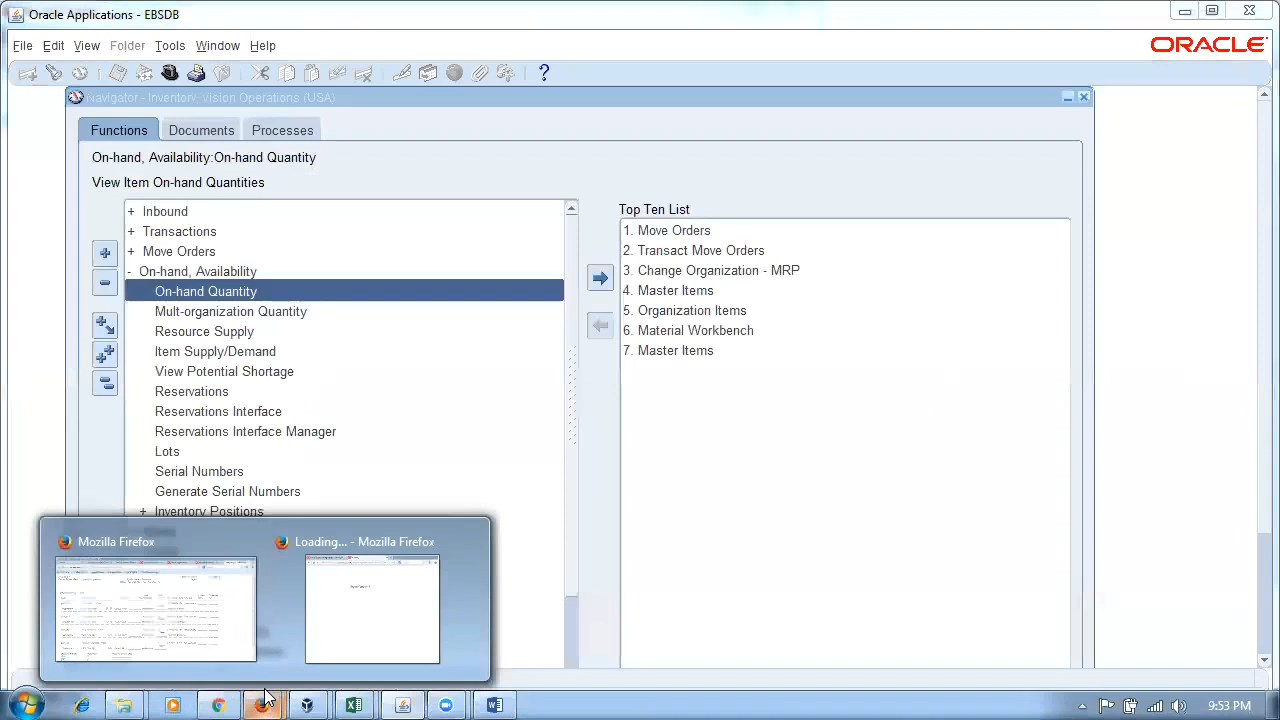 Oracle Applications - EBSDB
File Edit View Folder Tools Window Help
ORACLE
Navigator - Inventory, Vision Operations (USA)
Functions Documents Processes
On-hand, Availability:On-hand Quantity
View Item On-hand Quantities
+ Inbound
+ Transactions
+ Move Orders
- On-hand, Availability
On-hand Quantity
Mult-organization Quantity
Resource Supply
Item Supply/Demand
View Potential Shortage
Reservations
Reservations Interface
Reservations Interface Manager
Lots
Serial Numbers
Generate Serial Numbers
+ Inventory Positions
Top Ten List
1. Move Orders
2. Transact Move Orders
3. Change Organization - MRP
4. Master Items
5. Organization Items
6. Material Workbench
7. Master Items
Mozilla Firefox
Loading... - Mozilla Firefox
9:53 PM